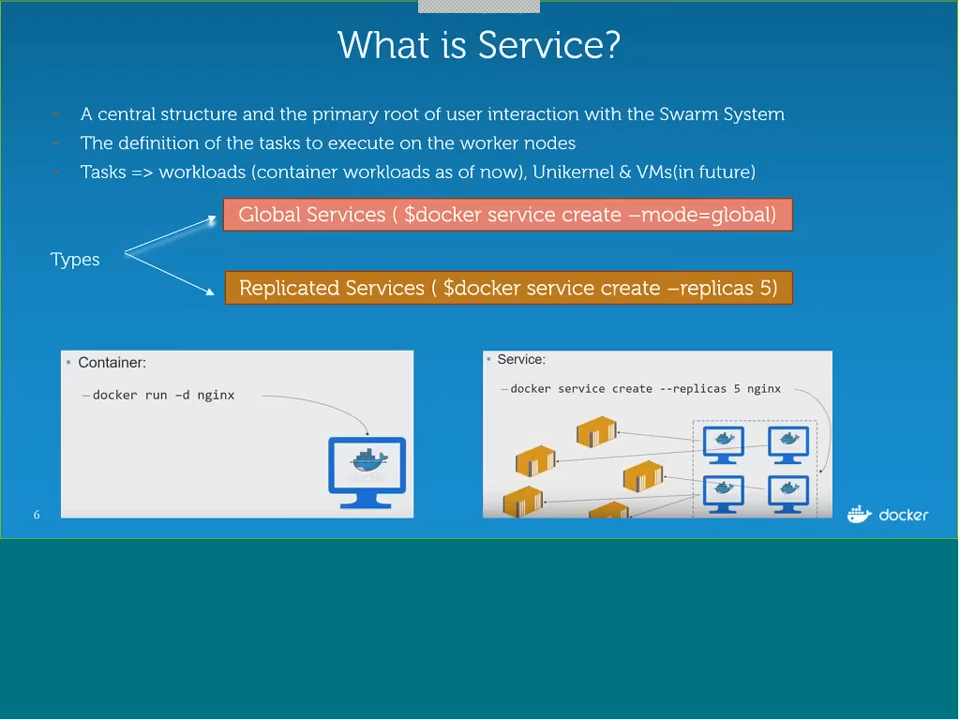 What is Service?
- A central structure and the primary root of user interaction with the Swarm System
- The definition of the tasks to execute on the worker nodes
- Tasks => workloads (container workloads as of now), Unikernel & VMs(in future)
Global Services ( $docker service create –mode=global)
Types
Replicated Services ( $docker service create –replicas 5)
• Container:
– docker run –d nginx
• Service:
– docker service create --replicas 5 nginx
6
docker